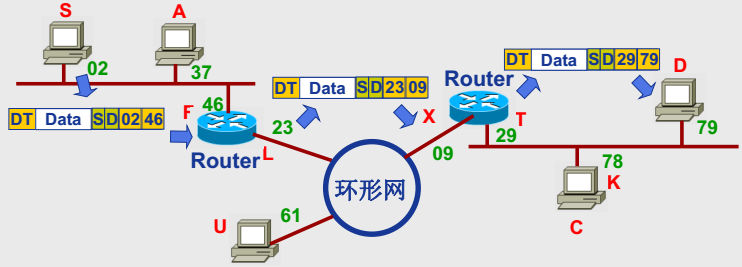 S
A
02
37
DT Data S D 02 46
F
46
Router
L
23
DT Data S D 23 09
X
Router
T
DT Data S D 29 79
D
79
29
09
环形网
78
K
C
U
61